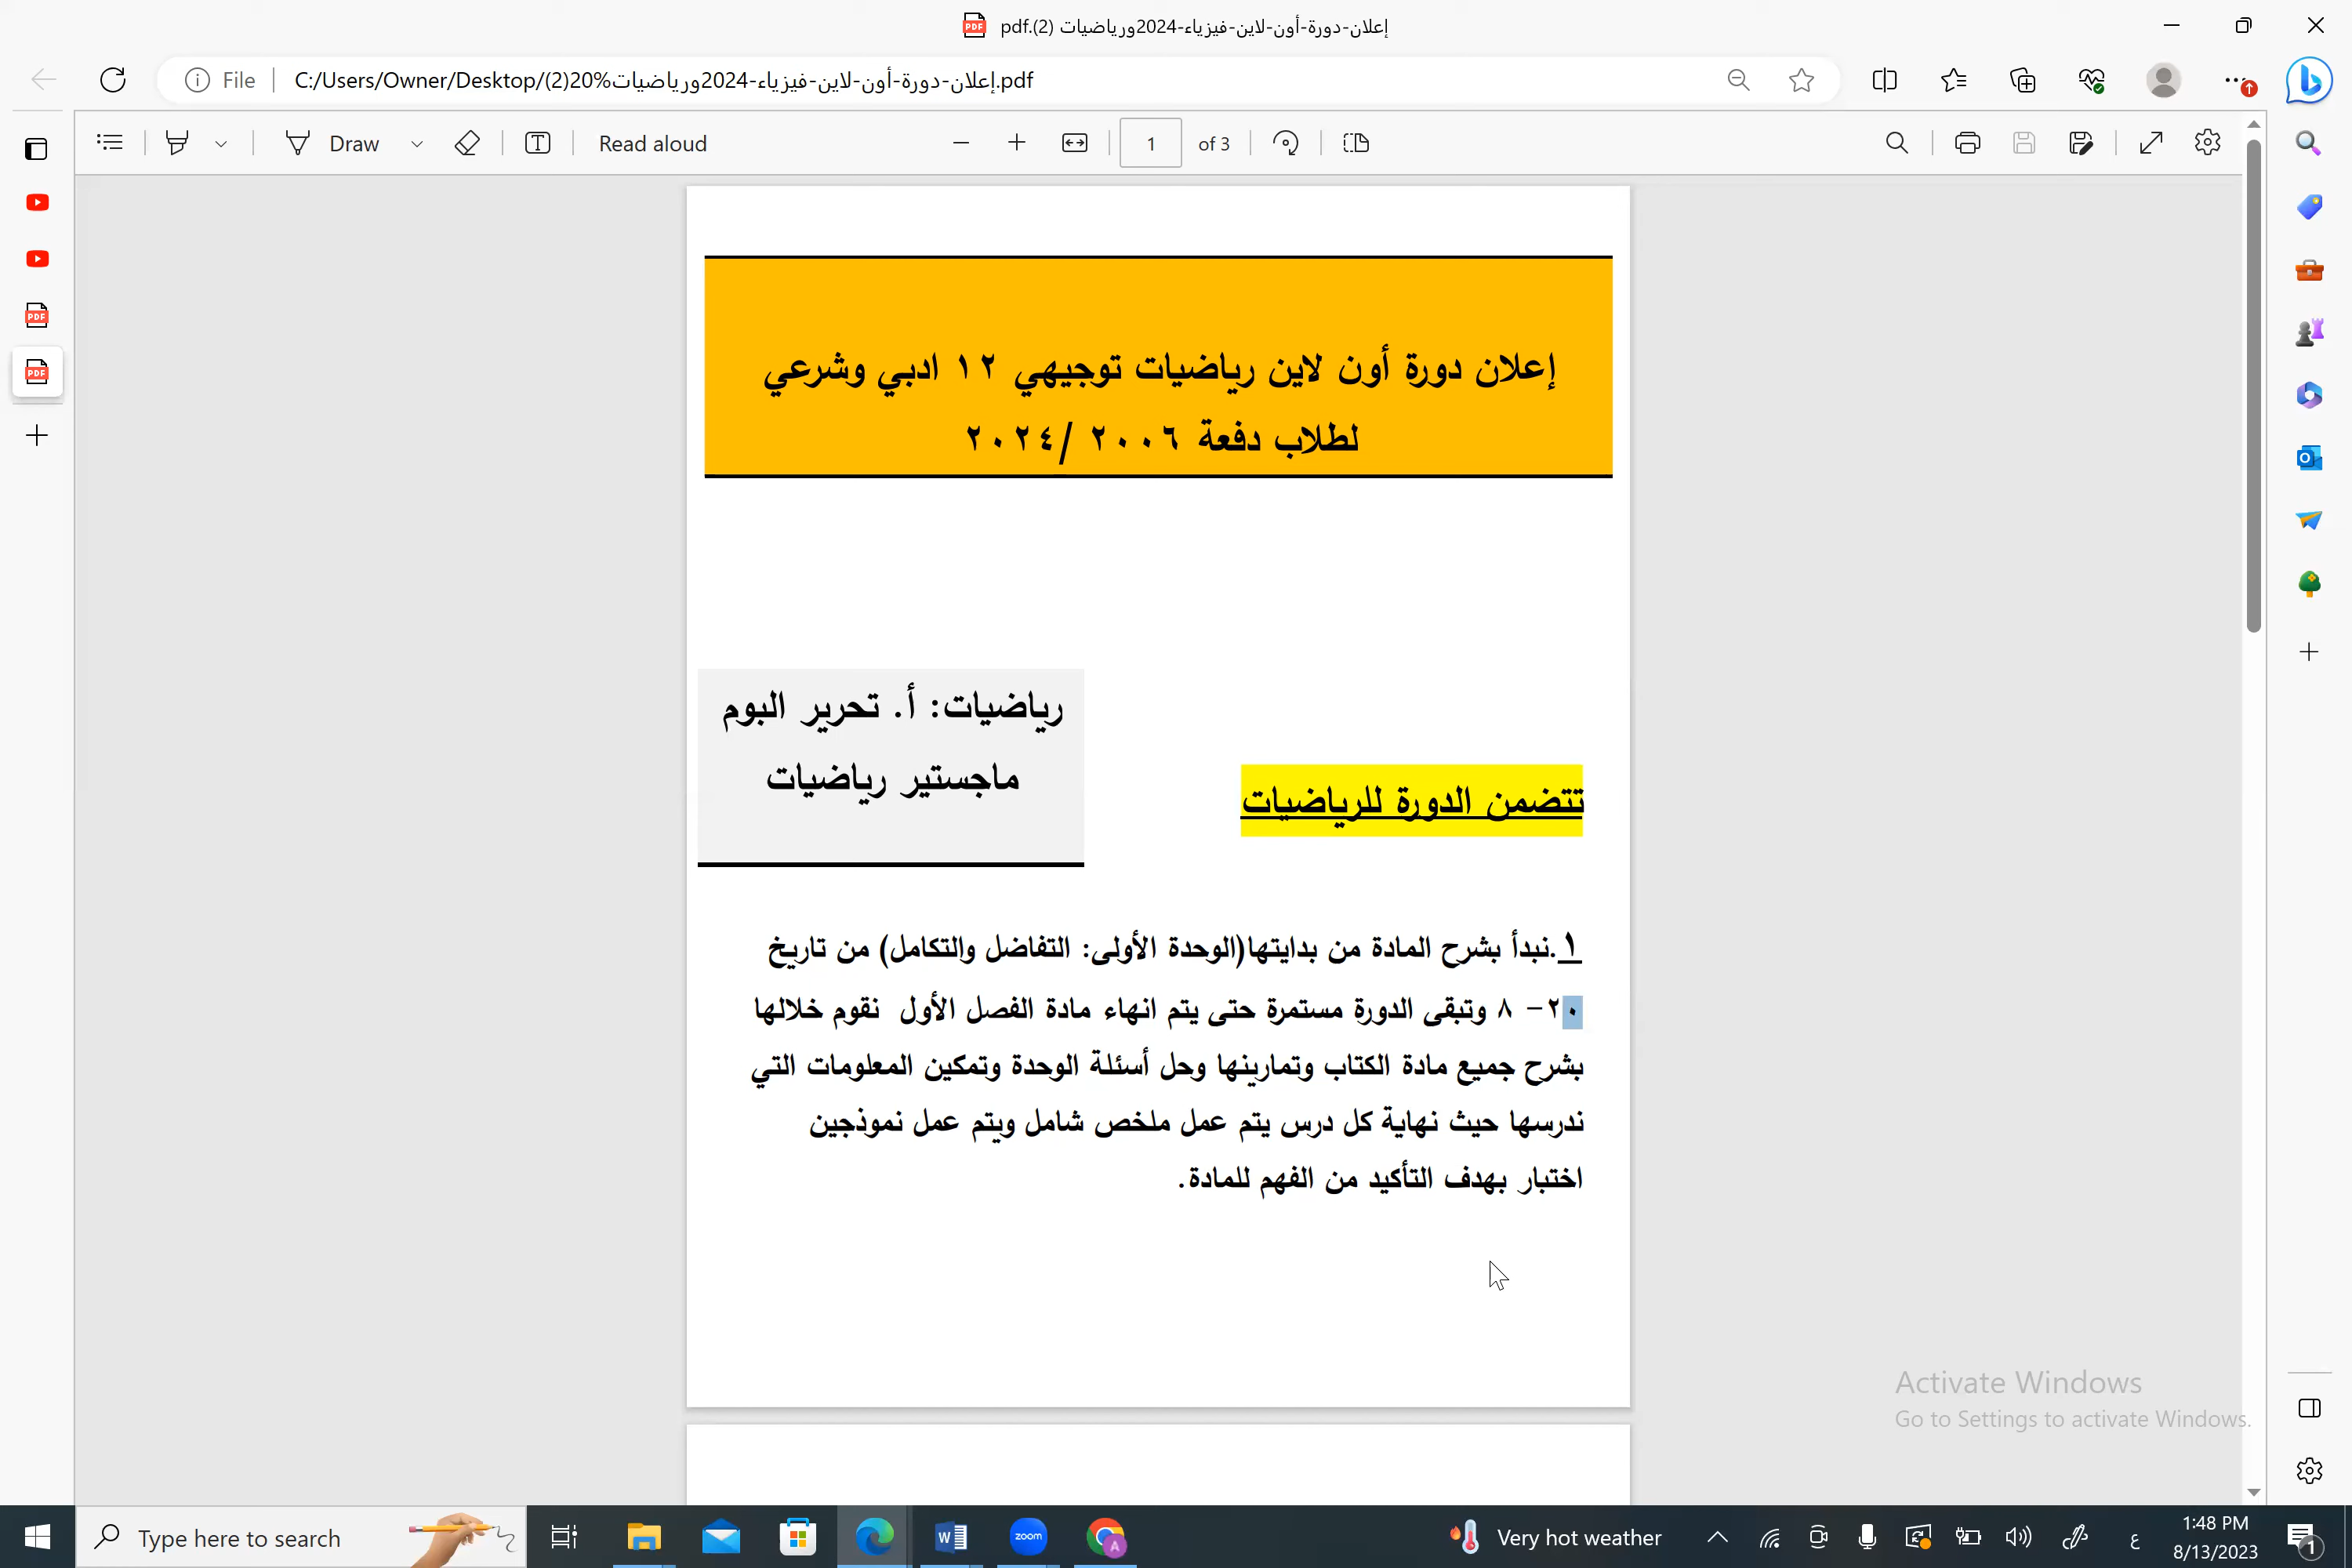 إعلان-دورة-أون-لاين-فيزياء-2024ورياضيات (2).pdf
File
C:/Users/Owner/Desktop/(2)20%إعلان-دورة-أون-لاين-فيزياء-2024ورياضيات.pdf
Draw
Read aloud
1 of 3
إعلان دورة أون لاين رياضيات توجيهي ١٢ ادبي وشرعي
لطلاب دفعة ٢٠٠٦ /٢٠٢٤
رياضيات: أ. تحرير البوم
ماجستير رياضيات
تتضمن الدورة للرياضيات
١.نبدأ بشرح المادة من بدايتها(الوحدة الأولى: التفاضل والتكامل) من تاريخ
٢٠- ٨ وتبقى الدورة مستمرة حتى يتم انهاء مادة الفصل الأول نقوم خلالها
بشرح جميع مادة الكتاب وتمارينها وحل أسئلة الوحدة وتمكين المعلومات التي
ندرسها حيث نهاية كل درس يتم عمل ملخص شامل ويتم عمل نموذجين
اختبار بهدف التأكيد من الفهم للمادة.
Activate Windows
Go to Settings to activate Windows.
Type here to search
zoom
Very hot weather
ع
1:48 PM
8/13/2023
1